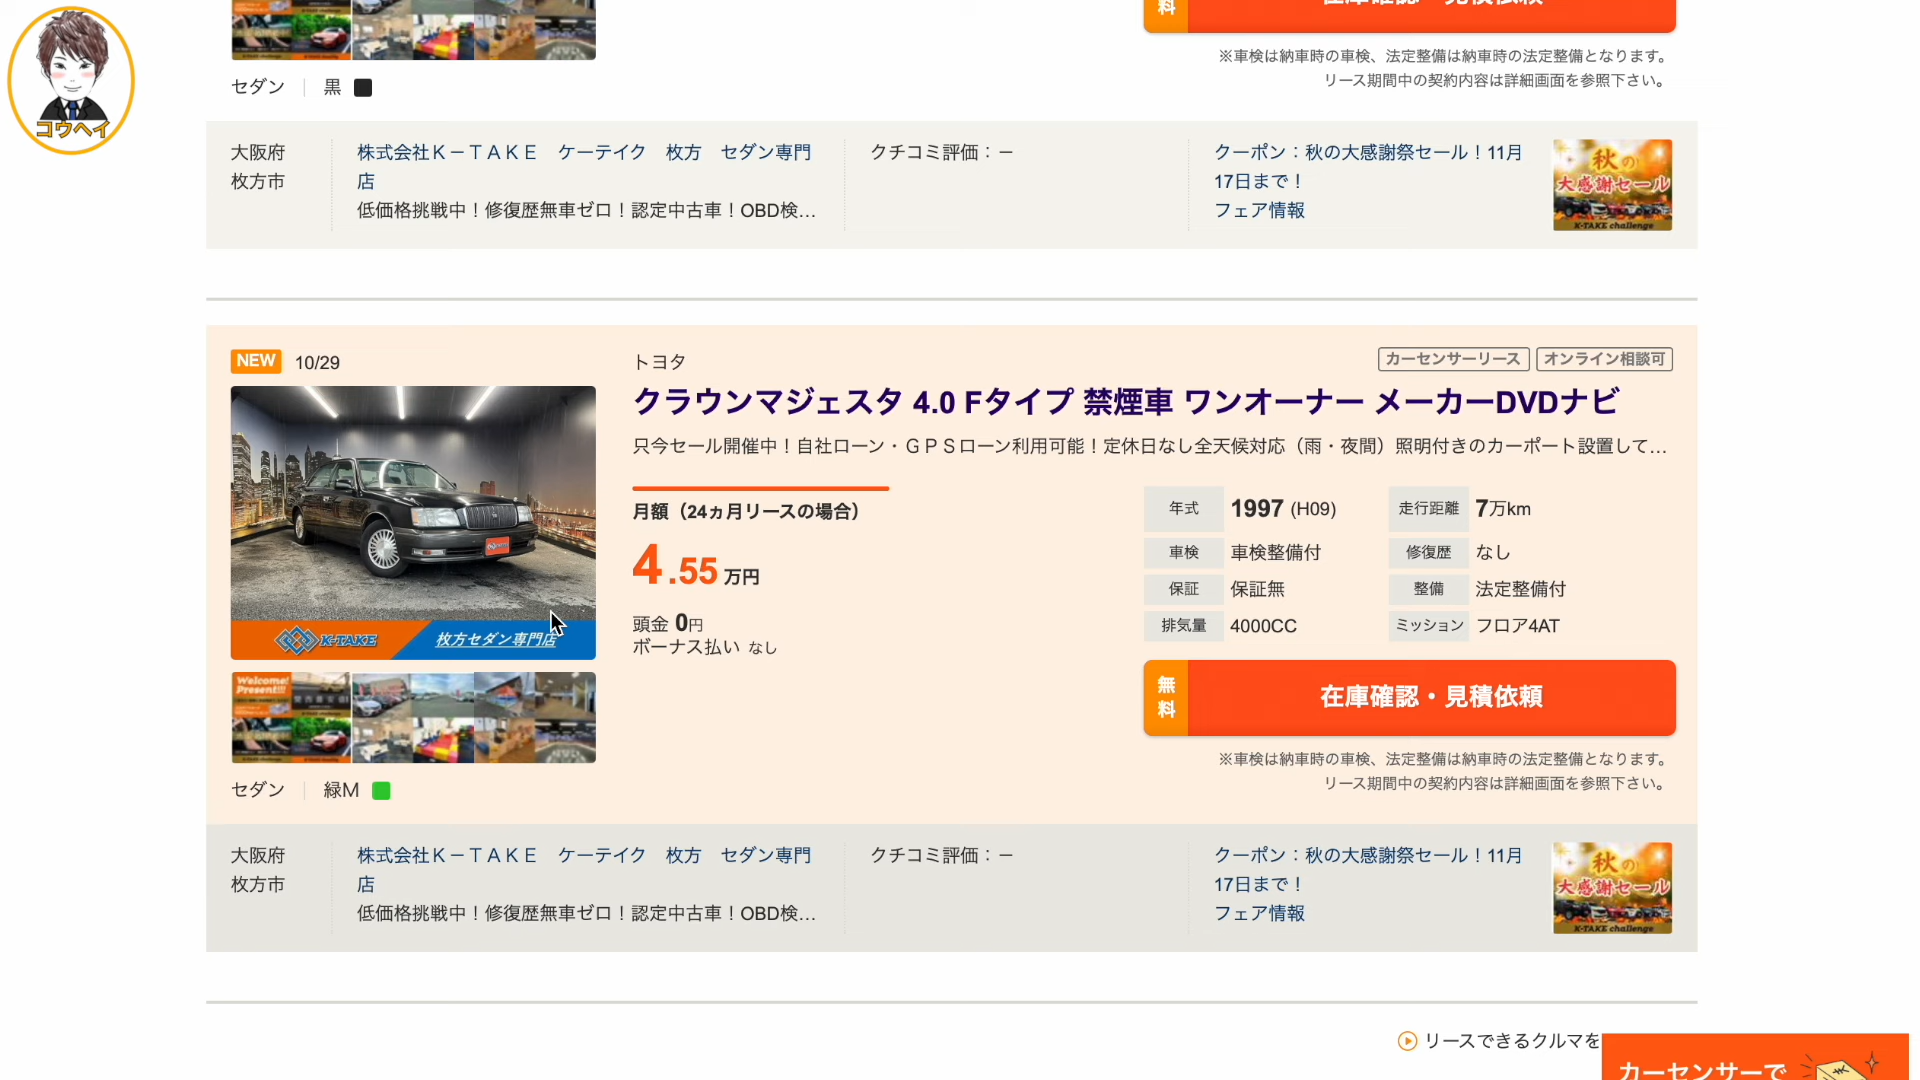 在庫確認・見積依頼
料
※車検は納車時の車検、法定整備は納車時の法定整備となります。
リース期間中の契約内容は詳細画面を参照下さい。
コウヘイ
セダン 黒
大阪府
枚方市
株式会社K-TAKE ケーテイク 枚方 セダン専門
店
低価格挑戦中！修復歴無車ゼロ！認定中古車！OBD検…
クチコミ評価：ー
クーポン：秋の大感謝祭セール！11月
17日まで！
フェア情報
秋の
大感謝セール
K-TAKE challenge
NEW 10/29
トヨタ
カーセンサーリース オンライン相談可
クラウンマジェスタ 4.0 Fタイプ 禁煙車 ワンオーナー メーカーDVDナビ
只今セール開催中！自社ローン・ＧＰＳローン利用可能！定休日なし全天候対応（雨・夜間）照明付きのカーポート設置して…
月額（24ヵ月リースの場合）
4.55万円
頭金 0円
ボーナス払い なし
年式 1997 (H09) 走行距離 7万km
車検 車検整備付 修復歴 なし
保証 保証無 整備 法定整備付
排気量 4000CC ミッション フロア4AT
K-TAKE 枚方セダン専門店
無料 在庫確認・見積依頼
※車検は納車時の車検、法定整備は納車時の法定整備となります。
リース期間中の契約内容は詳細画面を参照下さい。
Welcome!
Present!!!
セダン 緑M
大阪府
枚方市
株式会社K-TAKE ケーテイク 枚方 セダン専門
店
低価格挑戦中！修復歴無車ゼロ！認定中古車！OBD検…
クチコミ評価：ー
クーポン：秋の大感謝祭セール！11月
17日まで！
フェア情報
秋の
大感謝セール
K-TAKE challenge
リースできるクルマを
カーセンサーで